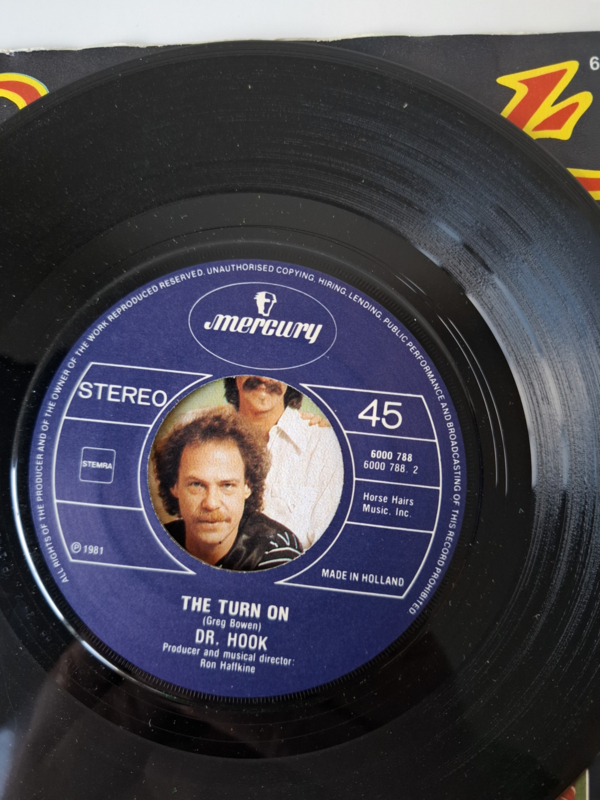 6
ALL RIGHTS OF THE PRODUCER AND OF THE OWNER OF THE WORK REPRODUCED RESERVED. UNAUTHORISED COPYING, HIRING, LENDING, PUBLIC PERFORMANCE AND BROADCASTING OF THIS RECORD PROHIBITED
mercury
STEREO
45
STEMRA
6000 788
6000 788. 2
Horse Hairs
Music. Inc.
℗ 1981
MADE IN HOLLAND
THE TURN ON
(Greg Bowen)
DR. HOOK
Producer and musical director:
Ron Haffkine